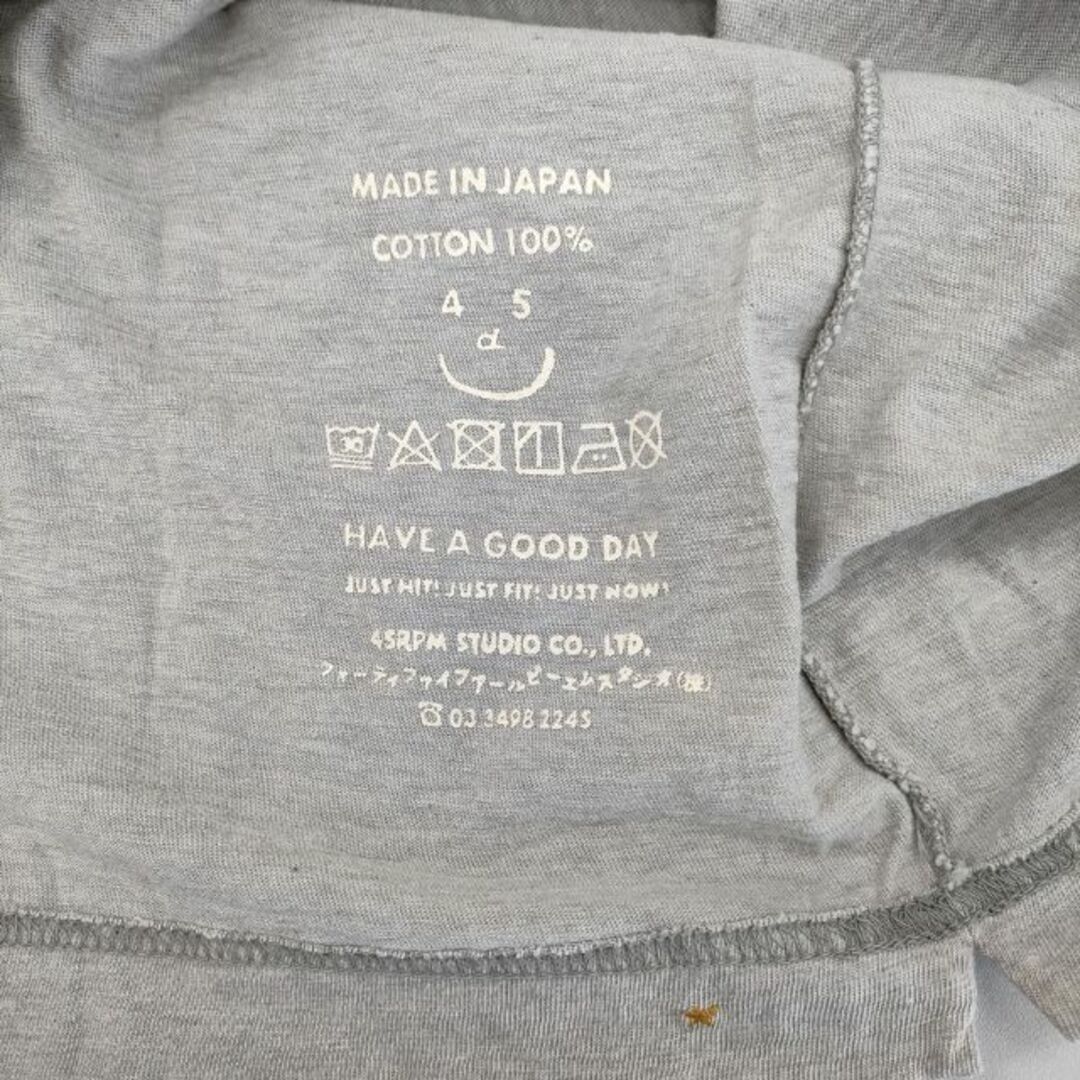 MADE IN JAPAN
COTTON 100%
4 5
d
30
HAVE A GOOD DAY
JUST HIT! JUST FIT! JUST NOW!
45RPM STUDIO CO., LTD.
フォーティファイブアールピーエムスタジオ(株)
☎ 03 3498 2245